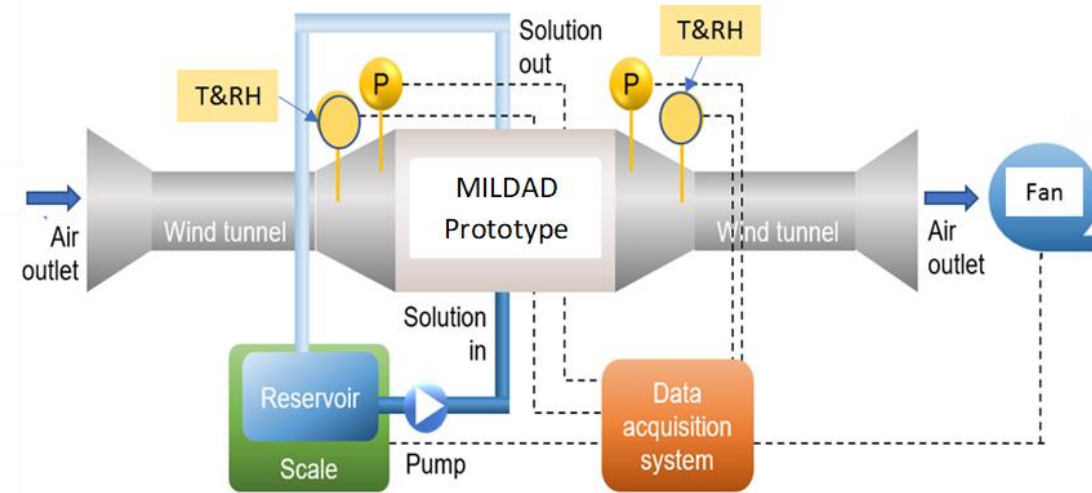 Solution
out
T&RH
T&RH
P
P
MILDAD
Prototype
Fan
Wind tunnel
Wind tunnel
Air
outlet
Air
outlet
Solution
in
Reservoir
Scale
Pump
Data
acquisition
system